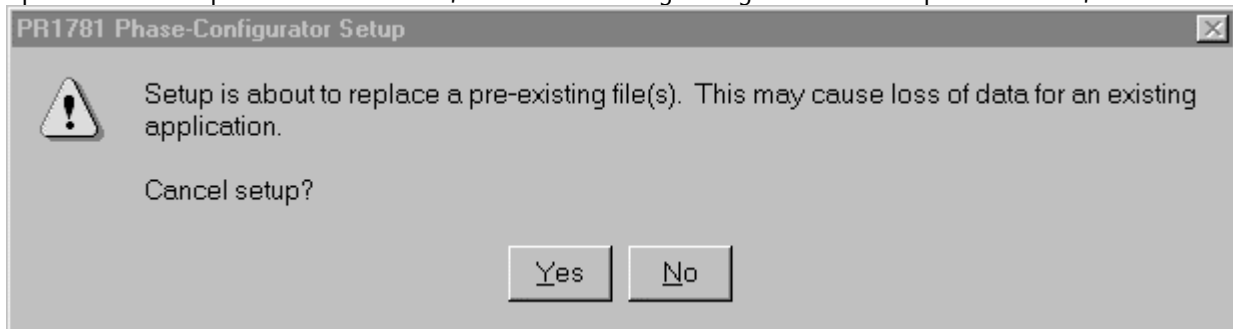 PR1781 Phase-Configurator Setup
Setup is about to replace a pre-existing file(s). This may cause loss of data for an existing
application.
Cancel setup?
Yes No